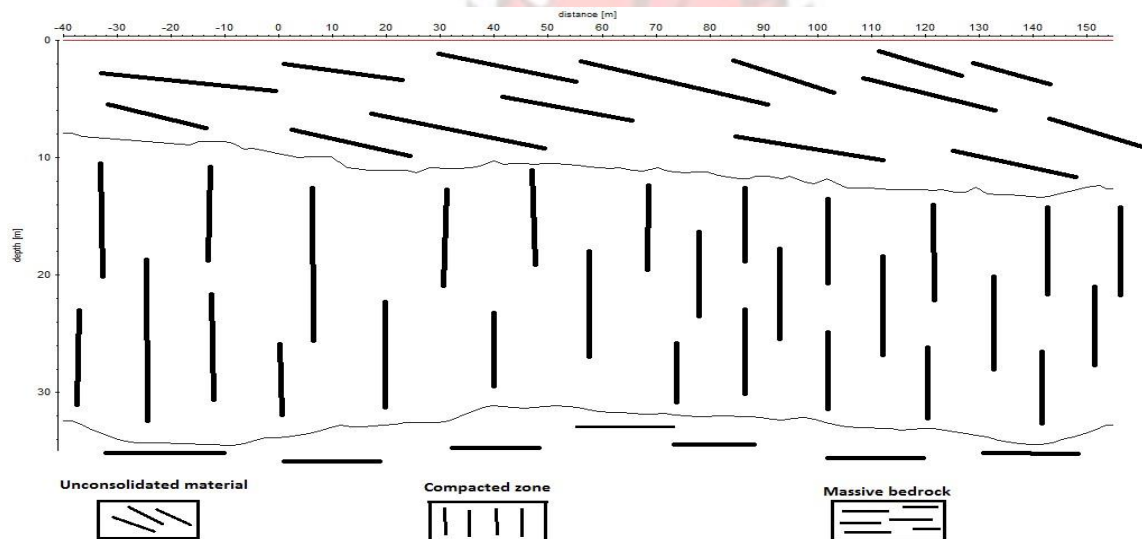 distance [m]
-40 -30 -20 -10 0 10 20 30 40 50 60 70 80 90 100 110 120 130 140 150
0
10
20
30
depth [m]
Unconsolidated material Compacted zone Massive bedrock